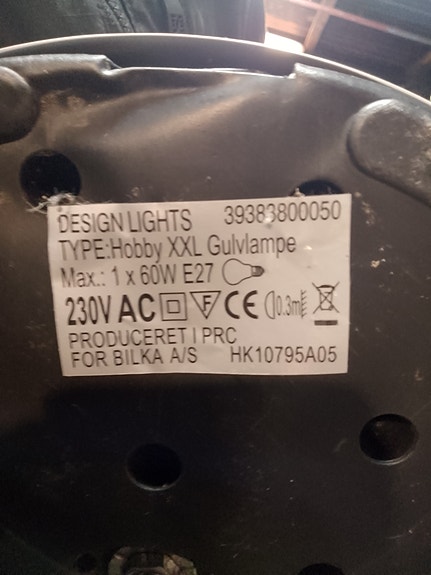 DESIGN LIGHTS 39383800050
TYPE:Hobby XXL Gulvlampe
Max.: 1 x 60W E27
230V AC F CE 0.3m
PRODUCERET I PRC
FOR BILKA A/S HK10795A05